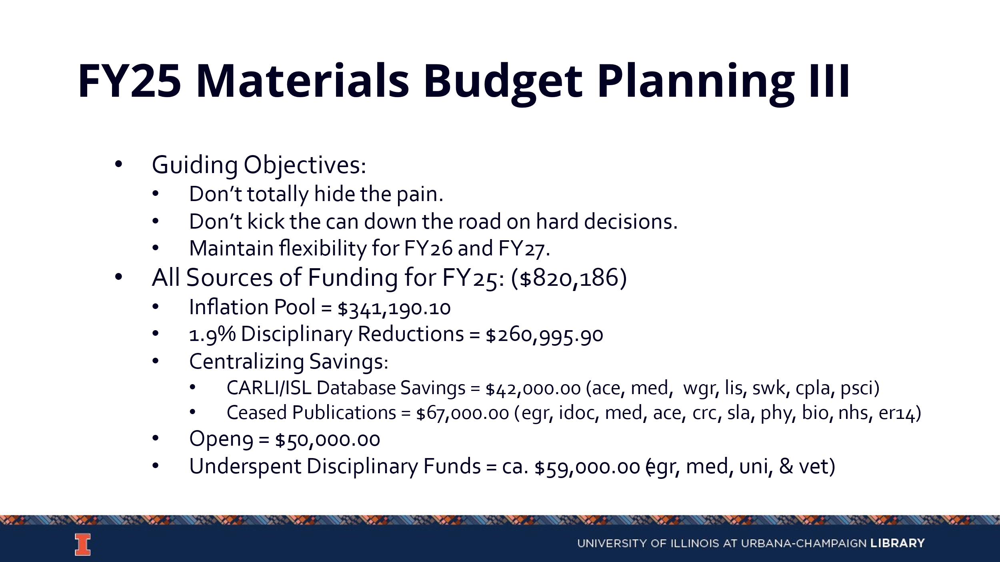 FY25 Materials Budget Planning III
• Guiding Objectives:
• Don’t totally hide the pain.
• Don’t kick the can down the road on hard decisions.
• Maintain flexibility for FY26 and FY27.
• All Sources of Funding for FY25: ($820,186)
• Inflation Pool = $341,190.10
• 1.9% Disciplinary Reductions = $260,995.90
• Centralizing Savings:
• CARLI/ISL Database Savings = $42,000.00 (ace, med,  wgr, lis, swk, cpla, psci)
• Ceased Publications = $67,000.00 (egr, idoc, med, ace, crc, sla, phy, bio, nhs, er14)
• Open9 = $50,000.00
• Underspent Disciplinary Funds = ca. $59,000.00 (egr, med, uni, & vet)
I
UNIVERSITY OF ILLINOIS AT URBANA-CHAMPAIGN LIBRARY